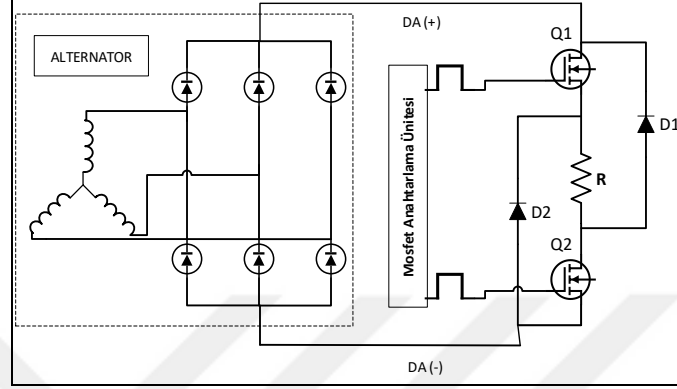 DA (+)
Q1
ALTERNATOR
Mosfet Anahtarlama Ünitesi
D1
R
D2
Q2
DA (-)